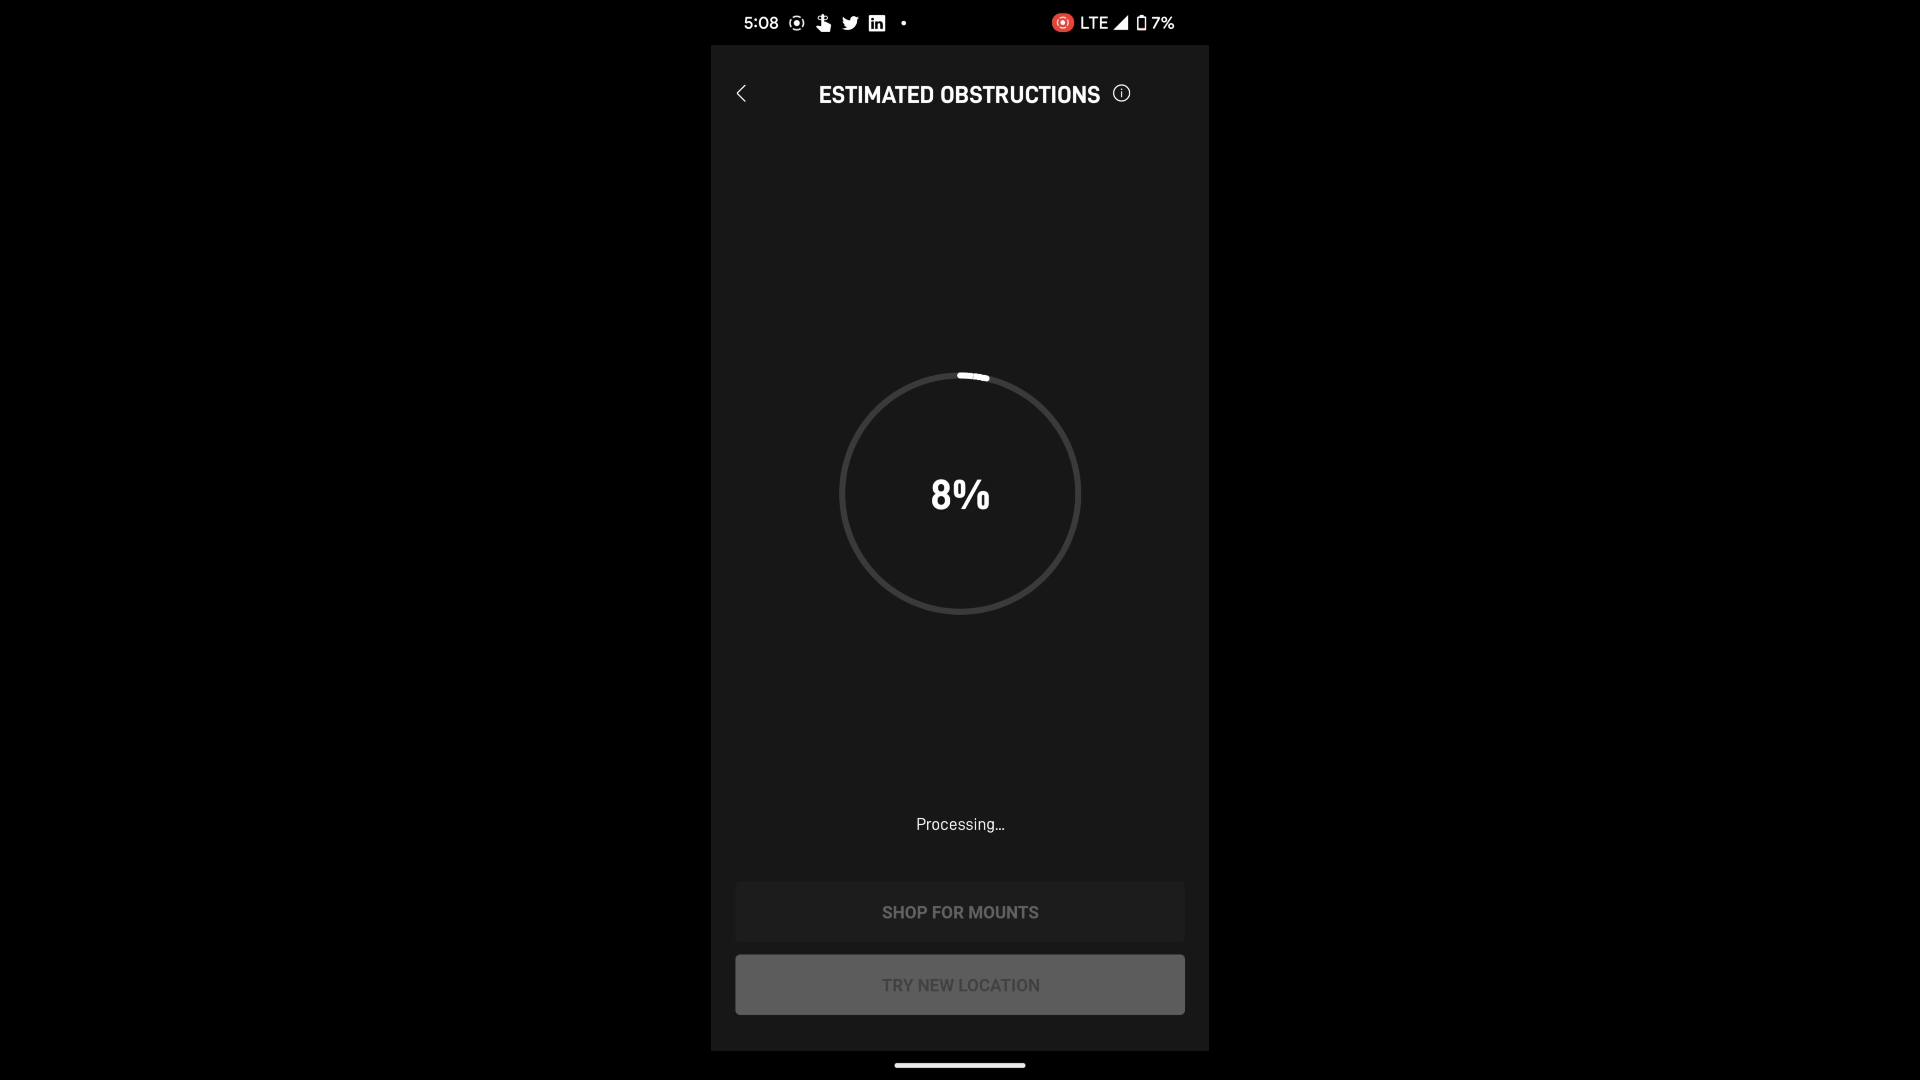 5:08 LTE 7%
ESTIMATED OBSTRUCTIONS
8%
Processing...
SHOP FOR MOUNTS
TRY NEW LOCATION